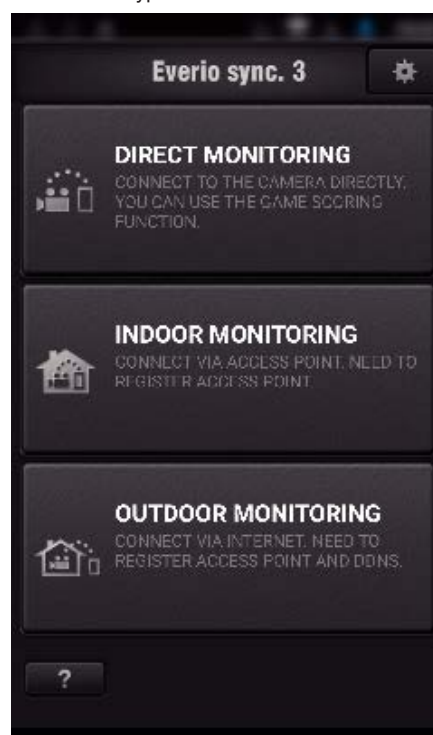 Everio sync. 3
DIRECT MONITORING
CONNECT TO THE CAMERA DIRECTLY.
YOU CAN USE THE GAME SCORING
FUNCTION.
INDOOR MONITORING
CONNECT VIA ACCESS POINT. NEED TO
REGISTER ACCESS POINT.
OUTDOOR MONITORING
CONNECT VIA INTERNET. NEED TO
REGISTER ACCESS POINT AND DDNS.
?